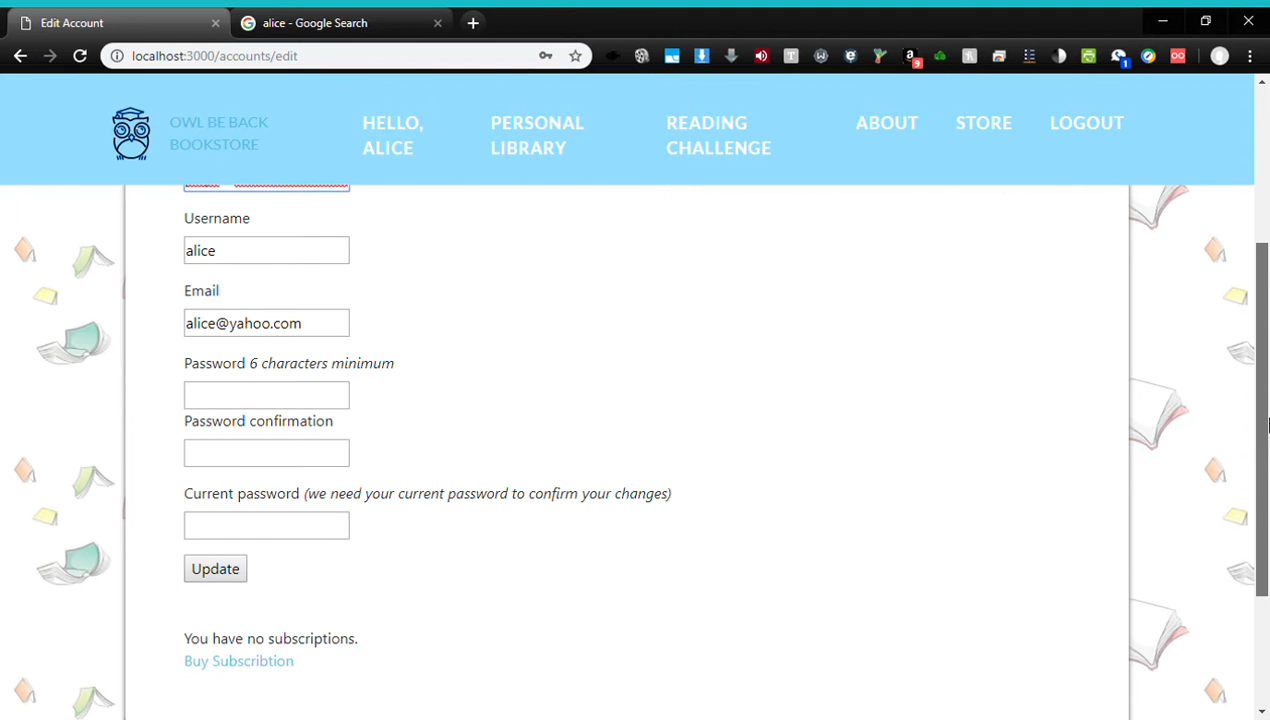 Edit Account
alice - Google Search
localhost:3000/accounts/edit
9
1
OWL BE BACK
BOOKSTORE
HELLO,
ALICE
PERSONAL
LIBRARY
READING
CHALLENGE
ABOUT
STORE
LOGOUT
Username
alice
Email
alice@yahoo.com
Password 6 characters minimum
Password confirmation
Current password (we need your current password to confirm your changes)
Update
You have no subscriptions.
Buy Subscribtion